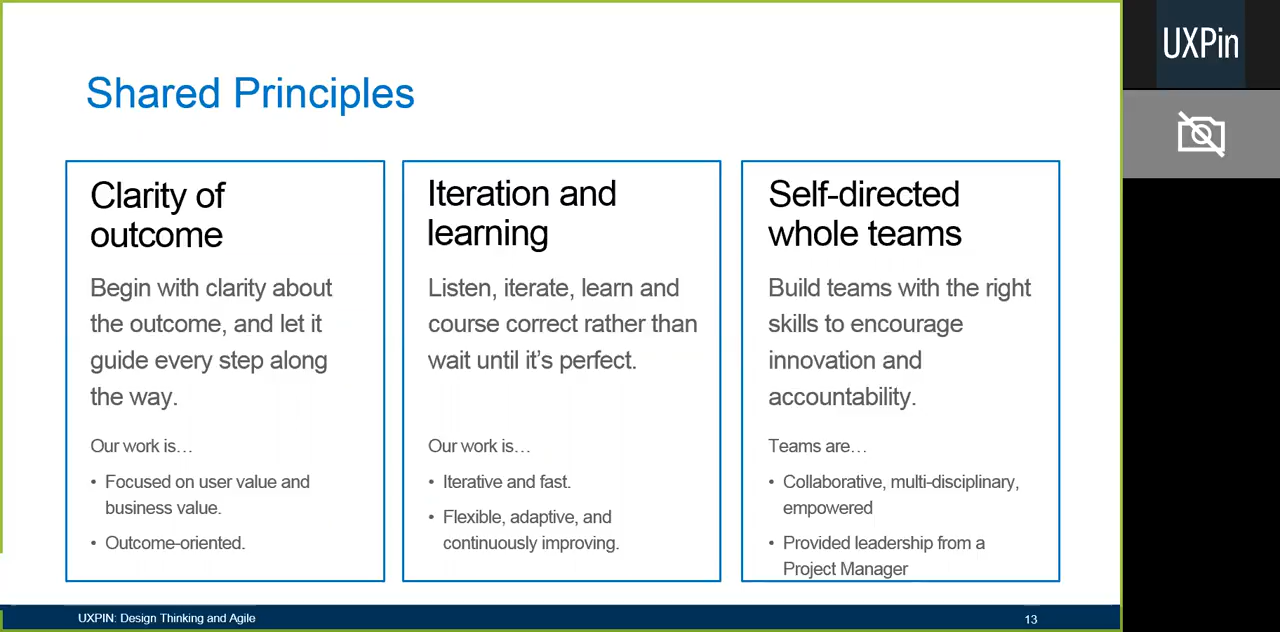 Shared Principles
UXPin
Clarity of
outcome
Begin with clarity about
the outcome, and let it
guide every step along
the way.
Our work is…
• Focused on user value and
business value.
• Outcome-oriented.
Iteration and
learning
Listen, iterate, learn and
course correct rather than
wait until it’s perfect.
Our work is…
• Iterative and fast.
• Flexible, adaptive, and
continuously improving.
Self-directed
whole teams
Build teams with the right
skills to encourage
innovation and
accountability.
Teams are…
• Collaborative, multi-disciplinary,
empowered
• Provided leadership from a
Project Manager
UXPIN: Design Thinking and Agile
13